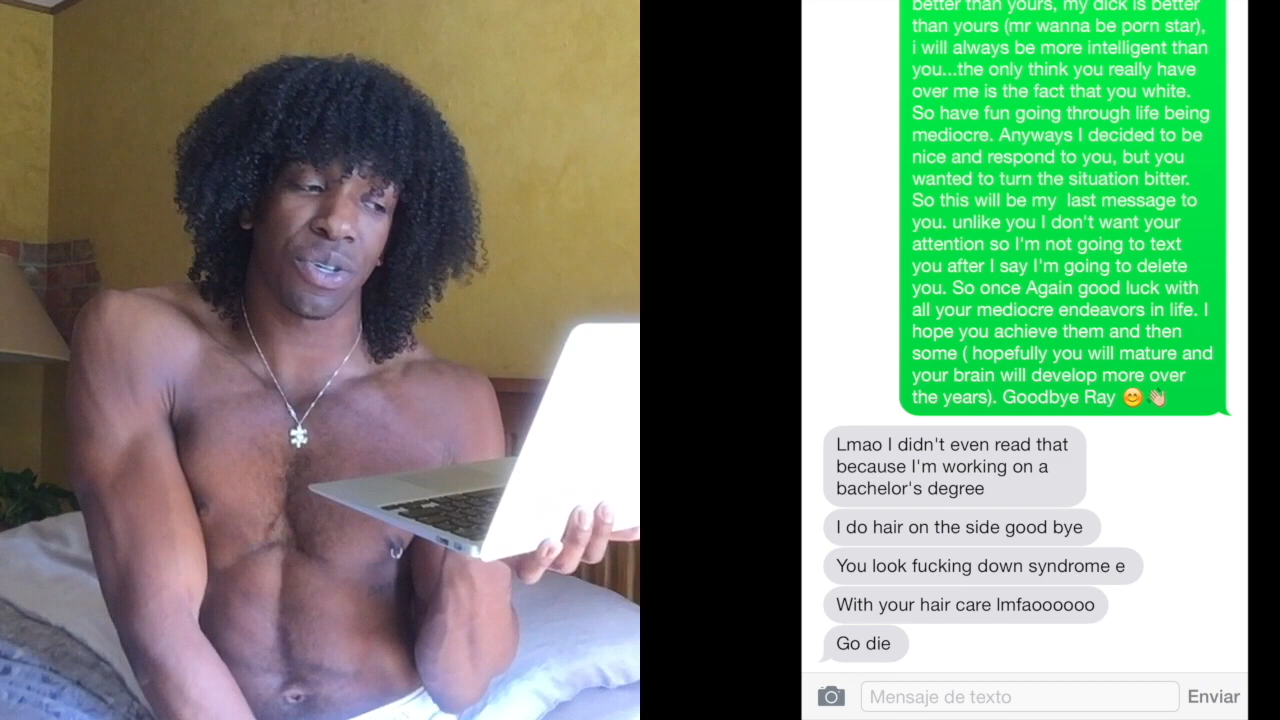 better than yours, my dick is better
than yours (mr wanna be porn star),
i will always be more intelligent than
you...the only think you really have
over me is the fact that you white.
So have fun going through life being
mediocre. Anyways I decided to be
nice and respond to you, but you
wanted to turn the situation bitter.
So this will be my last message to
you. unlike you I don't want your
attention so I'm not going to text
you after I say I'm going to delete
you. So once Again good luck with
all your mediocre endeavors in life. I
hope you achieve them and then
some ( hopefully you will mature and
your brain will develop more over
the years). Goodbye Ray 😊👋🏼
Lmao I didn't even read that
because I'm working on a
bachelor's degree
I do hair on the side good bye
You look fucking down syndrome e
With your hair care lmfaoooooo
Go die
Mensaje de texto
Enviar